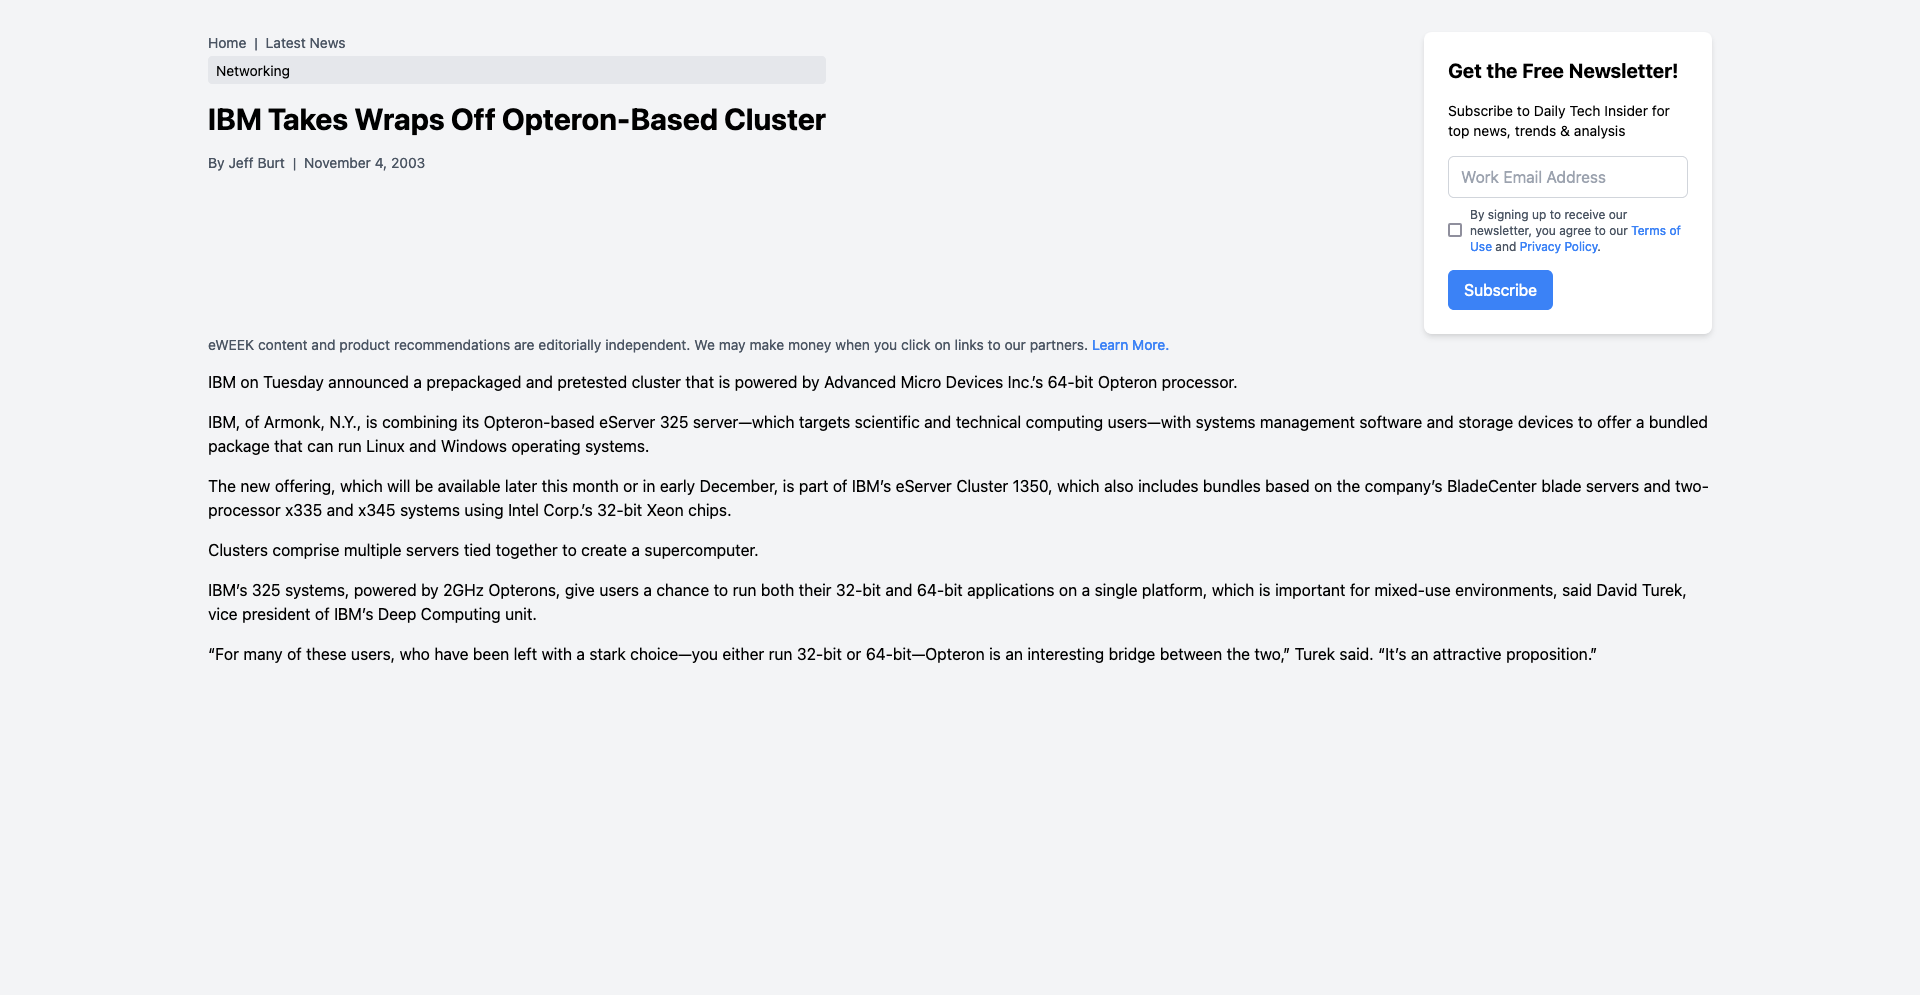 Home | Latest News
Networking
IBM Takes Wraps Off Opteron-Based Cluster
By Jeff Burt | November 4, 2003
Get the Free Newsletter!
Subscribe to Daily Tech Insider for
top news, trends & analysis
Work Email Address
By signing up to receive our
newsletter, you agree to our Terms of
Use and Privacy Policy.
Subscribe
eWEEK content and product recommendations are editorially independent. We may make money when you click on links to our partners. Learn More.
IBM on Tuesday announced a prepackaged and pretested cluster that is powered by Advanced Micro Devices Inc.’s 64-bit Opteron processor.
IBM, of Armonk, N.Y., is combining its Opteron-based eServer 325 server—which targets scientific and technical computing users—with systems management software and storage devices to offer a bundled
package that can run Linux and Windows operating systems.
The new offering, which will be available later this month or in early December, is part of IBM’s eServer Cluster 1350, which also includes bundles based on the company’s BladeCenter blade servers and two-
processor x335 and x345 systems using Intel Corp.’s 32-bit Xeon chips.
Clusters comprise multiple servers tied together to create a supercomputer.
IBM’s 325 systems, powered by 2GHz Opterons, give users a chance to run both their 32-bit and 64-bit applications on a single platform, which is important for mixed-use environments, said David Turek,
vice president of IBM’s Deep Computing unit.
“For many of these users, who have been left with a stark choice—you either run 32-bit or 64-bit—Opteron is an interesting bridge between the two,” Turek said. “It’s an attractive proposition.”